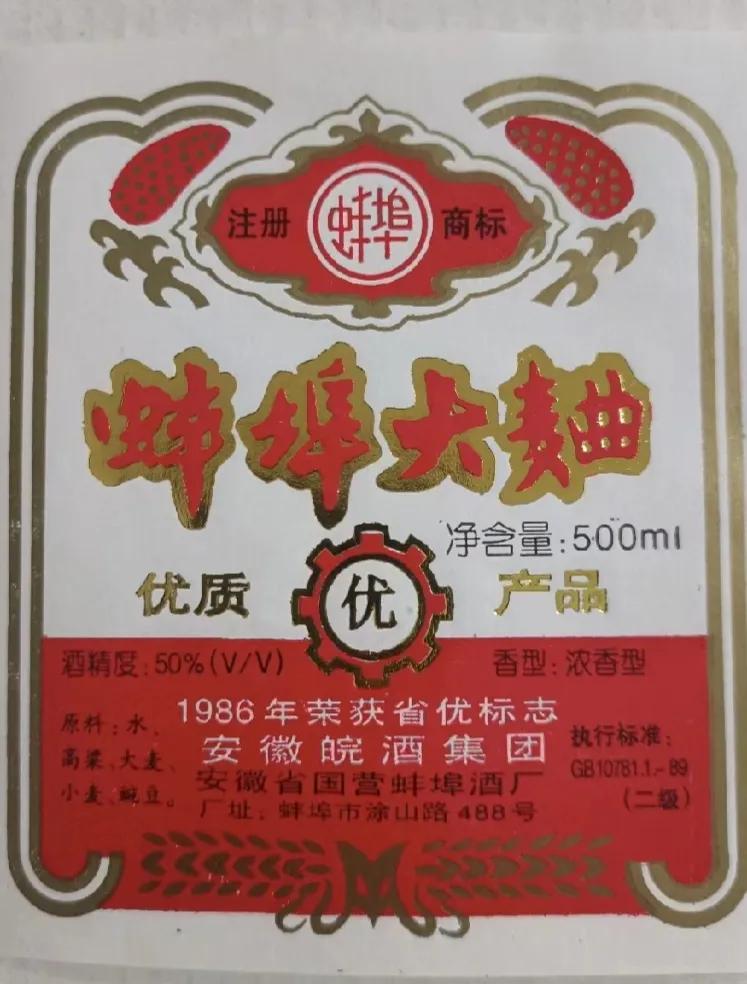 注册 蚌埠 商标
蚌埠大麯
净含量:500ml
优质 优 产品
酒精度:50%(V/V) 香型:浓香型
1986年荣获省优标志
安徽皖酒集团
安徽省国营蚌埠酒厂
厂址:蚌埠市涂山路488号
原料:水、
高粱、大麦、
小麦、豌豆。
执行标准:
GB10781.1.-89
(二级)